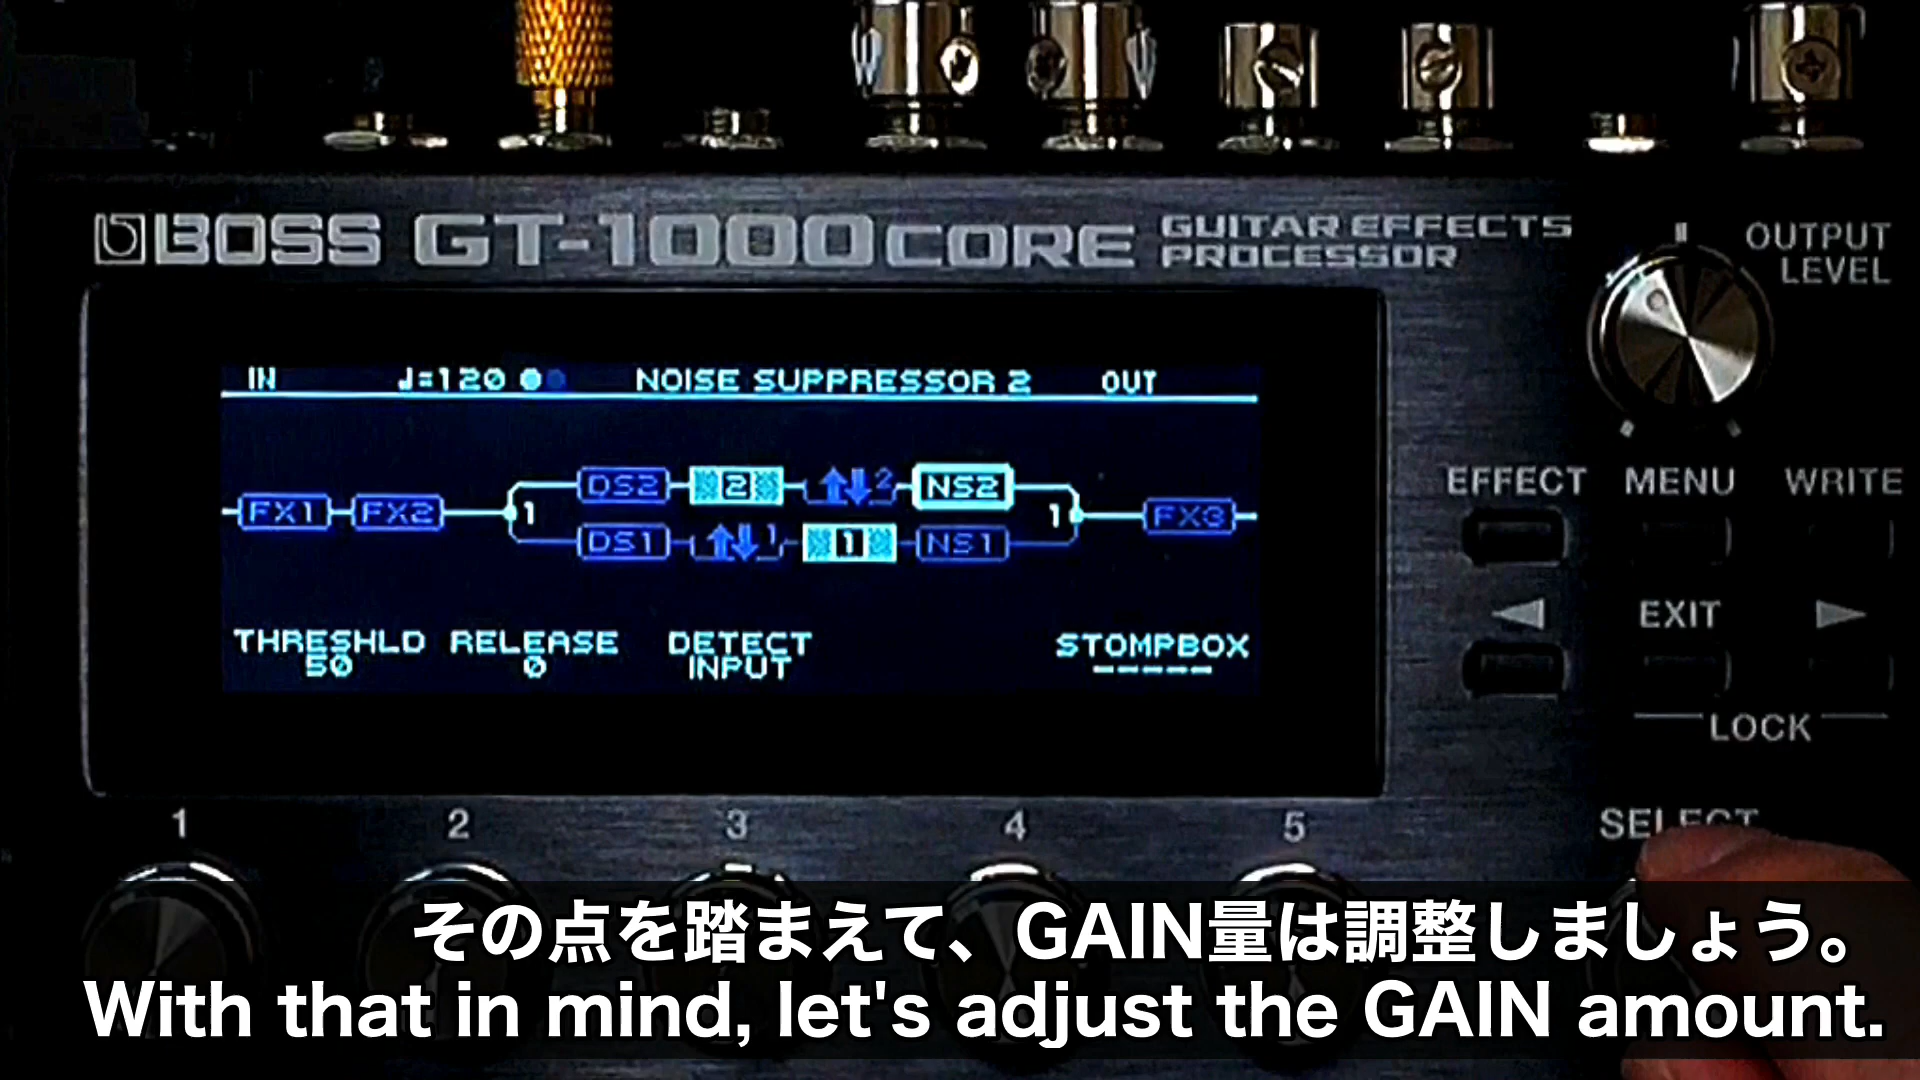 BOSS GT-1000CORE GUITAR EFFECTS PROCESSOR
OUTPUT LEVEL
IN ♩=120 NOISE SUPPRESSOR 2 OUT
DS2 2 2 NS2
FX1 FX2 1 1 FX3
DS1 1 1 NS1
THRESHLD RELEASE DETECT STOMPBOX
50 0 INPUT -----
EFFECT MENU WRITE
EXIT
LOCK
1 2 3 4 5 SELECT
その点を踏まえて、GAIN量は調整しましょう。
With that in mind, let's adjust the GAIN amount.